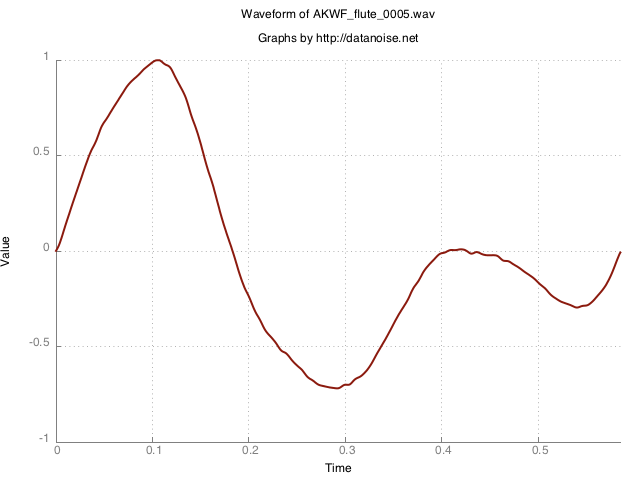 Waveform of AKWF_flute_0005.wav
Graphs by http://datanoise.net
1
0.5
0
-0.5
-1
Value
0 0.1 0.2 0.3 0.4 0.5
Time